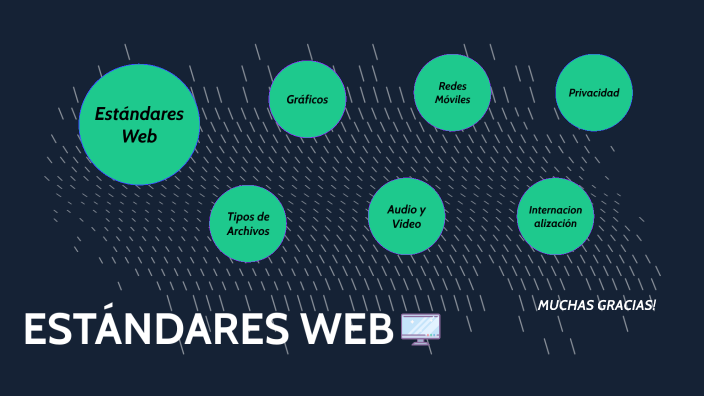 Estándares
Web
Gráficos
Redes
Móviles
Privacidad
Tipos de
Archivos
Audio y
Video
Internacion
alización
MUCHAS GRACIAS!
ESTÁNDARES WEB